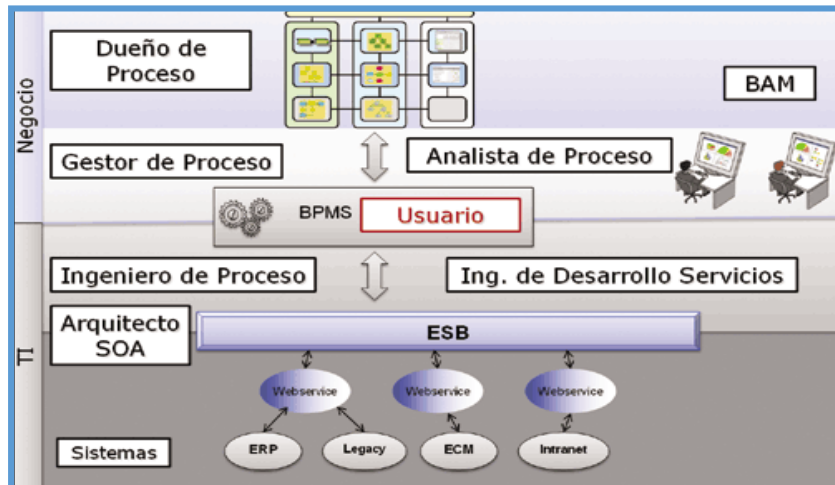 Negocio
Dueño de
Proceso
BAM
Gestor de Proceso
Analista de Proceso
BPMS
Usuario
TI
Ingeniero de Proceso
Ing. de Desarrollo Servicios
Arquitecto
SOA
ESB
Webservice
Webservice
Webservice
Sistemas
ERP
Legacy
ECM
Intranet